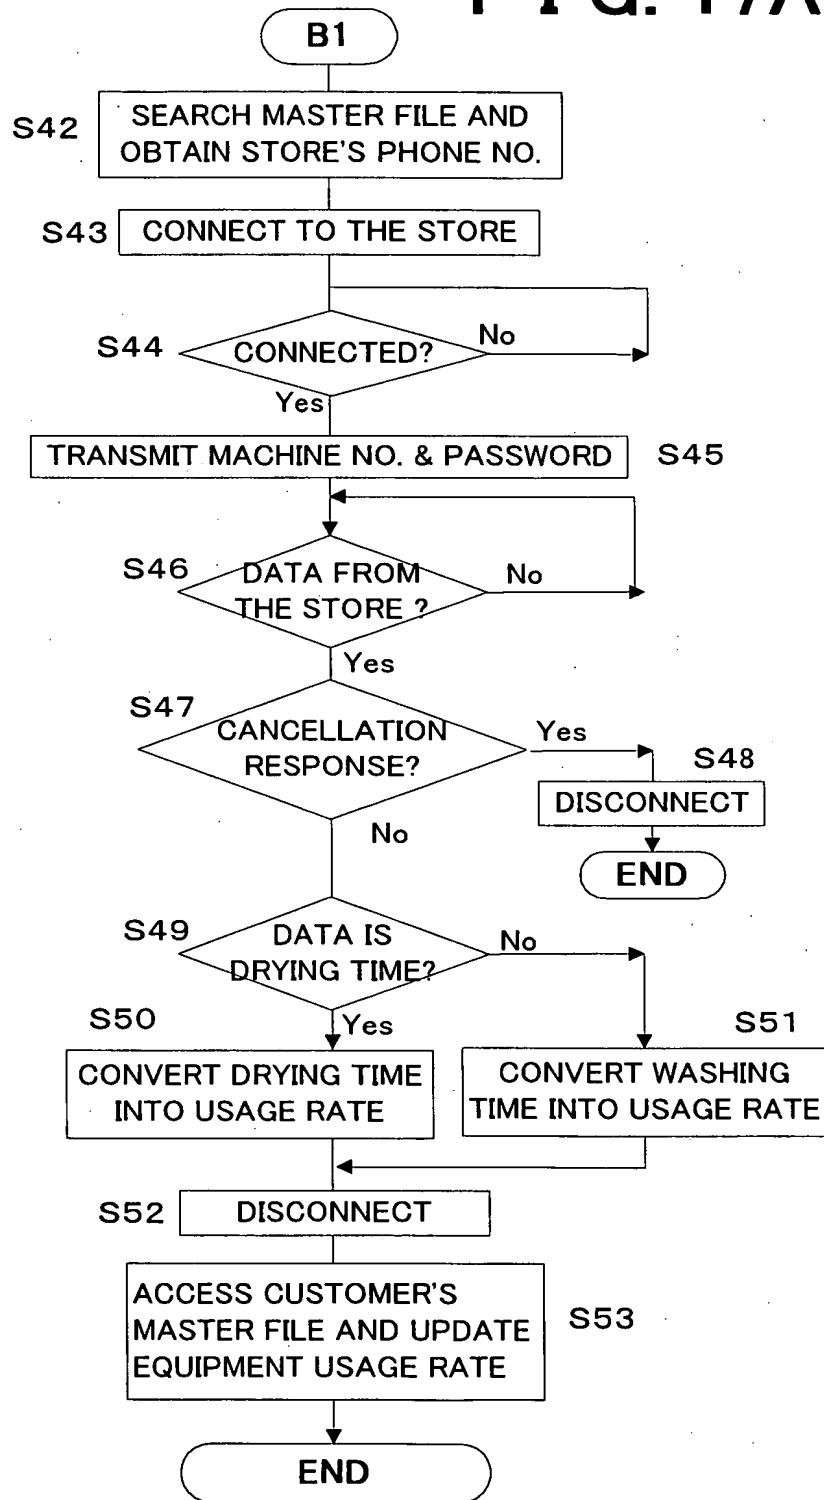 FIG. 17A
B1
S42
SEARCH MASTER FILE AND
OBTAIN STORE'S PHONE NO.
S43
CONNECT TO THE STORE
S44
CONNECTED?
No
Yes
TRANSMIT MACHINE NO. & PASSWORD
S45
S46
DATA FROM
THE STORE ?
No
Yes
S47
CANCELLATION
RESPONSE?
Yes
S48
DISCONNECT
END
No
S49
DATA IS
DRYING TIME?
No
Yes
S50
CONVERT DRYING TIME
INTO USAGE RATE
S51
CONVERT WASHING
TIME INTO USAGE RATE
S52
DISCONNECT
ACCESS CUSTOMER'S
MASTER FILE AND UPDATE
EQUIPMENT USAGE RATE
S53
END